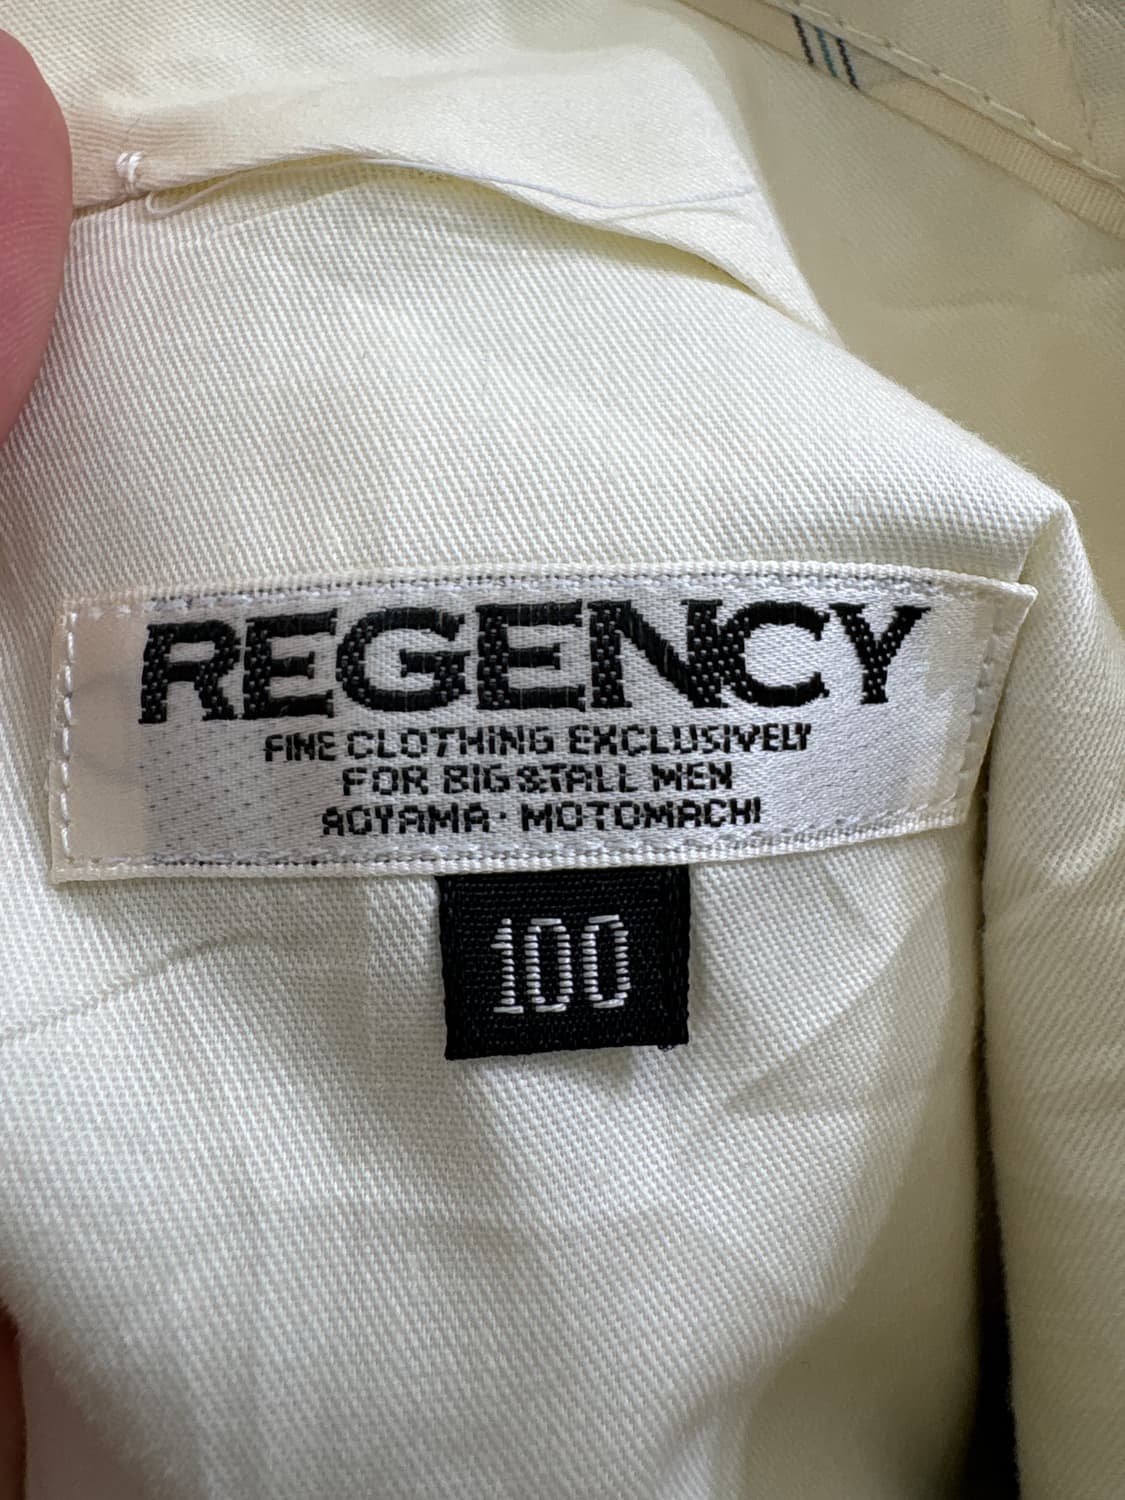 REGENCY
FINE CLOTHING EXCLUSIVELY
FOR BIG & TALL MEN
AOYAMA · MOTOMACHI
100